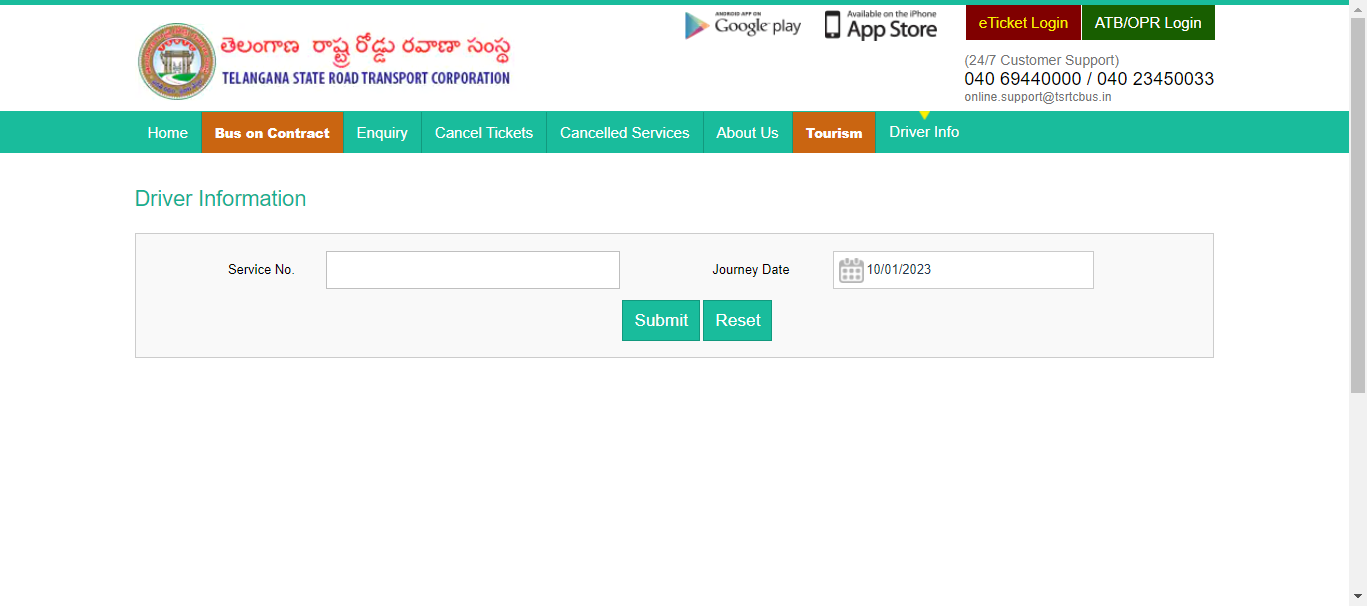 తెలంగాణ రాష్ట్ర రోడ్డు రవాణా సంస్థ
TELANGANA STATE ROAD TRANSPORT CORPORATION
ANDROID APP ON
Google play
Available on the iPhone
App Store
eTicket Login
ATB/OPR Login
(24/7 Customer Support)
040 69440000 / 040 23450033
online.support@tsrtcbus.in
Home Bus on Contract Enquiry Cancel Tickets Cancelled Services About Us Tourism Driver Info
Driver Information
Service No. Journey Date 10/01/2023
Submit Reset